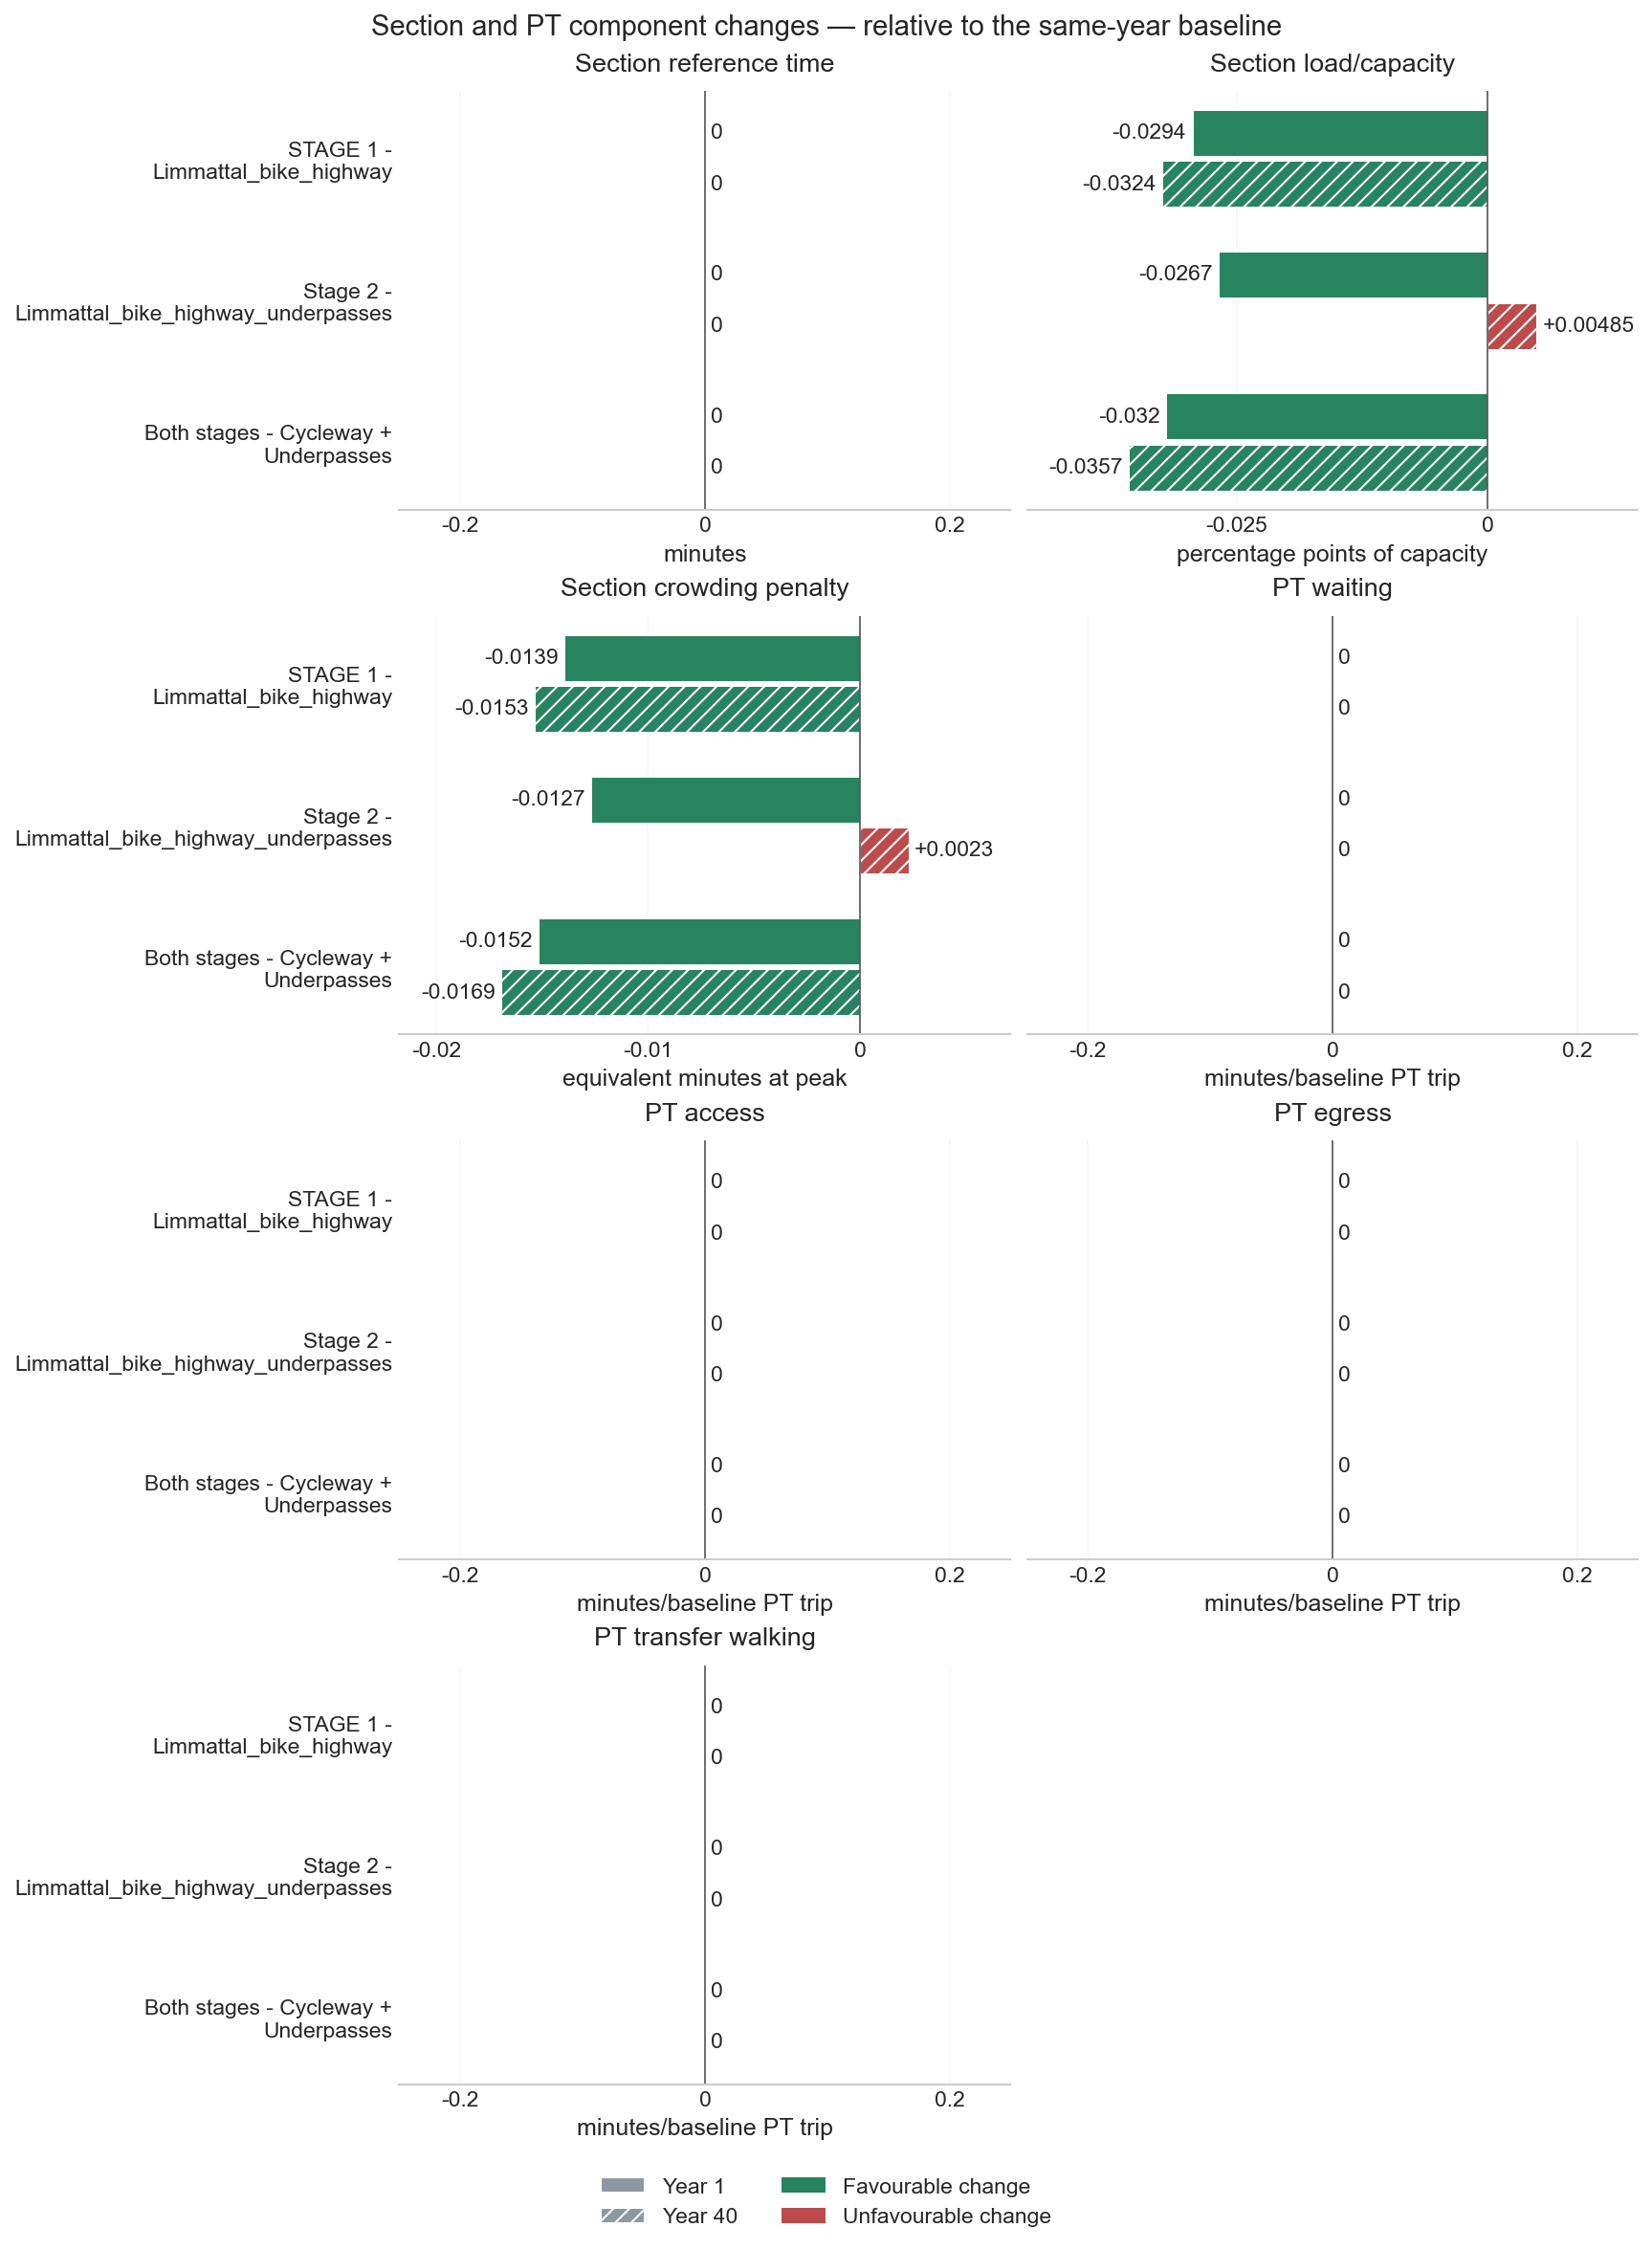 Section and PT component changes — relative to the same-year baseline
Section reference time
STAGE 1 -
Limmattal_bike_highway
Stage 2 -
Limmattal_bike_highway_underpasses
Both stages - Cycleway +
Underpasses
0
0
0
0
0
0
-0.2
0
0.2
minutes
Section load/capacity
-0.0294
-0.0324
-0.0267
+0.00485
-0.032
-0.0357
-0.025
0
percentage points of capacity
Section crowding penalty
STAGE 1 -
Limmattal_bike_highway
Stage 2 -
Limmattal_bike_highway_underpasses
Both stages - Cycleway +
Underpasses
-0.0139
-0.0153
-0.0127
+0.0023
-0.0152
-0.0169
-0.02
-0.01
0
equivalent minutes at peak
PT waiting
0
0
0
0
0
0
-0.2
0
0.2
minutes/baseline PT trip
PT access
STAGE 1 -
Limmattal_bike_highway
Stage 2 -
Limmattal_bike_highway_underpasses
Both stages - Cycleway +
Underpasses
0
0
0
0
0
0
-0.2
0
0.2
minutes/baseline PT trip
PT egress
0
0
0
0
0
0
-0.2
0
0.2
minutes/baseline PT trip
PT transfer walking
STAGE 1 -
Limmattal_bike_highway
Stage 2 -
Limmattal_bike_highway_underpasses
Both stages - Cycleway +
Underpasses
0
0
0
0
0
0
-0.2
0
0.2
minutes/baseline PT trip
Year 1
Year 40
Favourable change
Unfavourable change